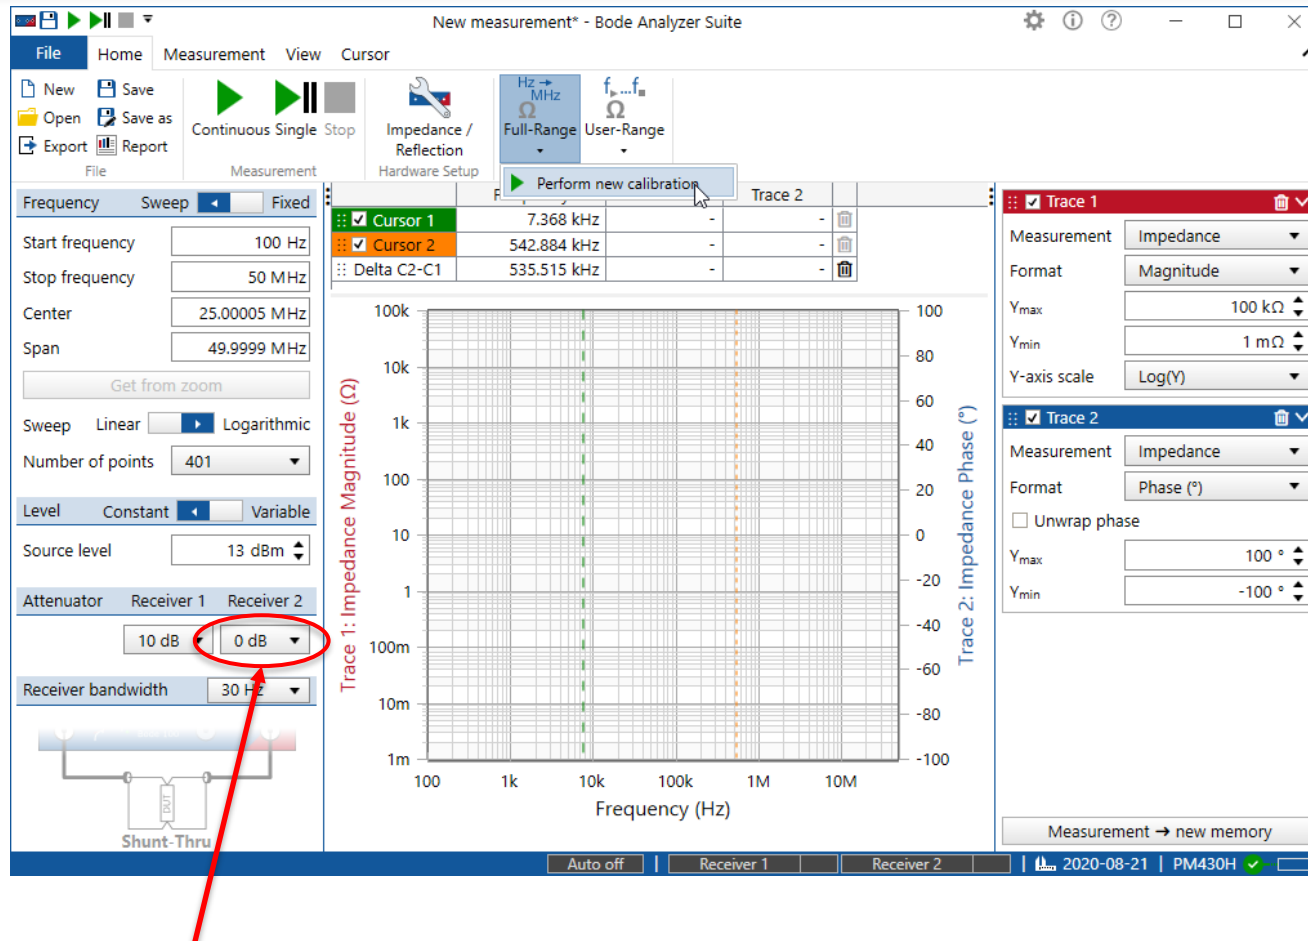 New measurement* - Bode Analyzer Suite
File Home Measurement View Cursor
New Save
Open Save as
Export Report
File
Continuous Single Stop
Measurement
Impedance / Reflection
Hardware Setup
Hz → MHz
Ω
Full-Range
f...f
Ω
User-Range
Perform new calibration
Frequency Sweep Fixed
Start frequency 100 Hz
Stop frequency 50 MHz
Center 25.00005 MHz
Span 49.9999 MHz
Get from zoom
Sweep Linear Logarithmic
Number of points 401
Level Constant Variable
Source level 13 dBm
Attenuator Receiver 1 Receiver 2
10 dB 0 dB
Receiver bandwidth 30 Hz
DUT
Shunt-Thru
Trace 2
Cursor 1 7.368 kHz - -
Cursor 2 542.884 kHz - -
Delta C2-C1 535.515 kHz - -
Trace 1: Impedance Magnitude (Ω)
100k
10k
1k
100
10
1
100m
10m
1m
100 1k 10k 100k 1M 10M
Frequency (Hz)
100
80
60
40
20
0
-20
-40
-60
-80
-100
Trace 2: Impedance Phase (°)
Trace 1
Measurement Impedance
Format Magnitude
Ymax 100 kΩ
Ymin 1 mΩ
Y-axis scale Log(Y)
Trace 2
Measurement Impedance
Format Phase (°)
Unwrap phase
Ymax 100 °
Ymin -100 °
Measurement → new memory
Auto off | Receiver 1 Receiver 2 | 2020-08-21 | PM430H